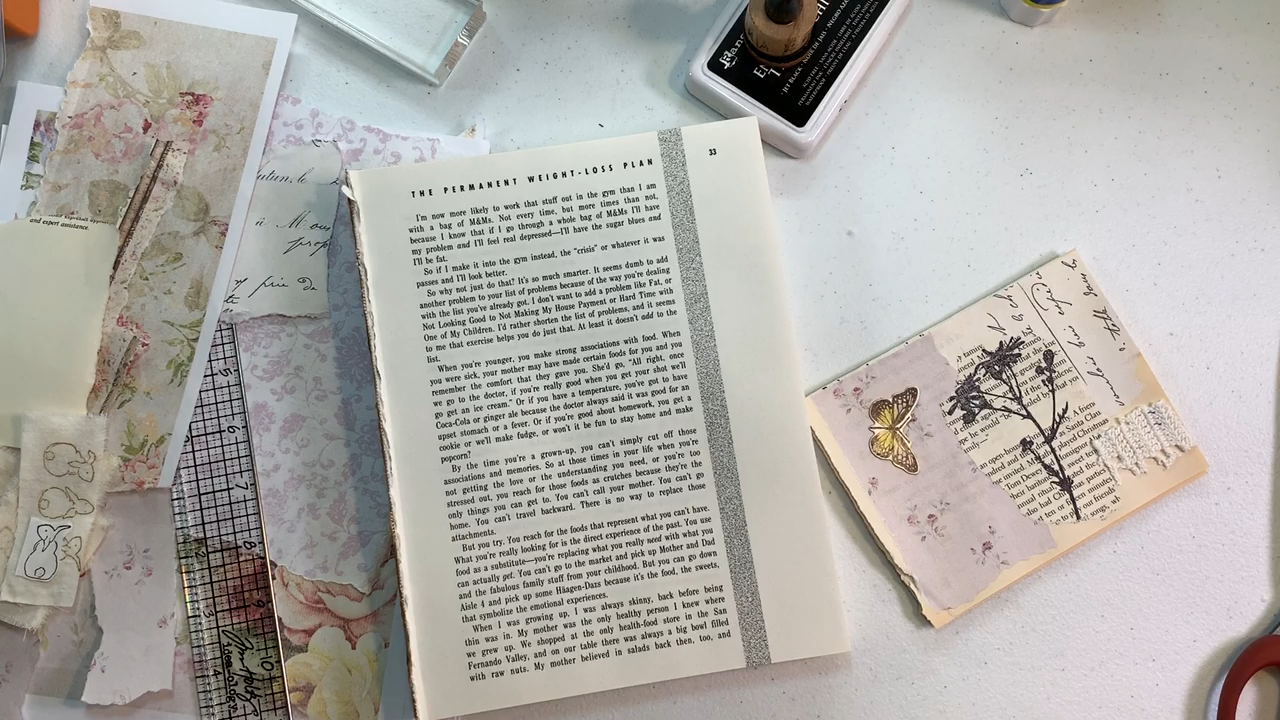 THE PERMANENT WEIGHT-LOSS PLAN
33
I'm now more likely to work that stuff out in the gym than I am
with a bag of M&Ms. Not every time, but more times than not,
because I know that if I go through a whole bag of M&Ms I'll have
my problem and I'll feel real depressed—I'll have the sugar blues and
I'll be fat.
So if I make it into the gym instead, the "crisis" or whatever it was
passes and I'll look better.
So why not just do that? It's so much smarter. It seems dumb to add
another problem to your list of problems because of the way you're dealing
with the list you've already got. I don't want to add a problem like Fat, or
Not Looking Good to Not Making My House Payment or Hard Time with
One of My Children. I'd rather shorten the list of problems, and it seems
to me that exercise helps you do just that. At least it doesn't add to the
list.
When you're younger, you make strong associations with food. When
you were sick, your mother may have made certain foods for you and you
remember the comfort that they gave you. She'd go, "All right, once
we go to the doctor, if you're really good when you get your shot we'll
go get an ice cream." Or if you have a temperature, you've got to have
Coca-Cola or ginger ale because the doctor always said it was good for an
upset stomach or a fever. Or if you're good about homework, you get a
cookie or we'll make fudge, or won't it be fun to stay home and make
popcorn?
By the time you're a grown-up, you can't simply cut off those
associations and memories. So at those times in your life when you're
not getting the love or the understanding you need, or you're too
stressed out, you reach for those foods as crutches because they're the
only things you can get to. You can't call your mother. You can't go
home. You can't travel backward. There is no way to replace those
attachments.
But you try. You reach for the foods that represent what you can't have.
What you're really looking for is the direct experience of the past. You use
food as a substitute—you're replacing what you really need with what you
can actually get. You can't go to the market and pick up Mother and Dad
and the fabulous family stuff from your childhood. But you can go down
Aisle 4 and pick up some Häagen-Dazs because it's the food, the sweets,
that symbolize the emotional experiences.
When I was growing up, I was always skinny, back before being
thin was in. My mother was the only healthy person I knew where
we grew up. We shopped at the only health-food store in the San
Fernando Valley, and on our table there was always a big bowl filled
with raw nuts. My mother believed in salads back then, too, and
and expert assistance.
Ranger
JET BLACK
prie de
5
6
7
9
10
3
4
ideaology
an open-hou
invited. M
Tom De